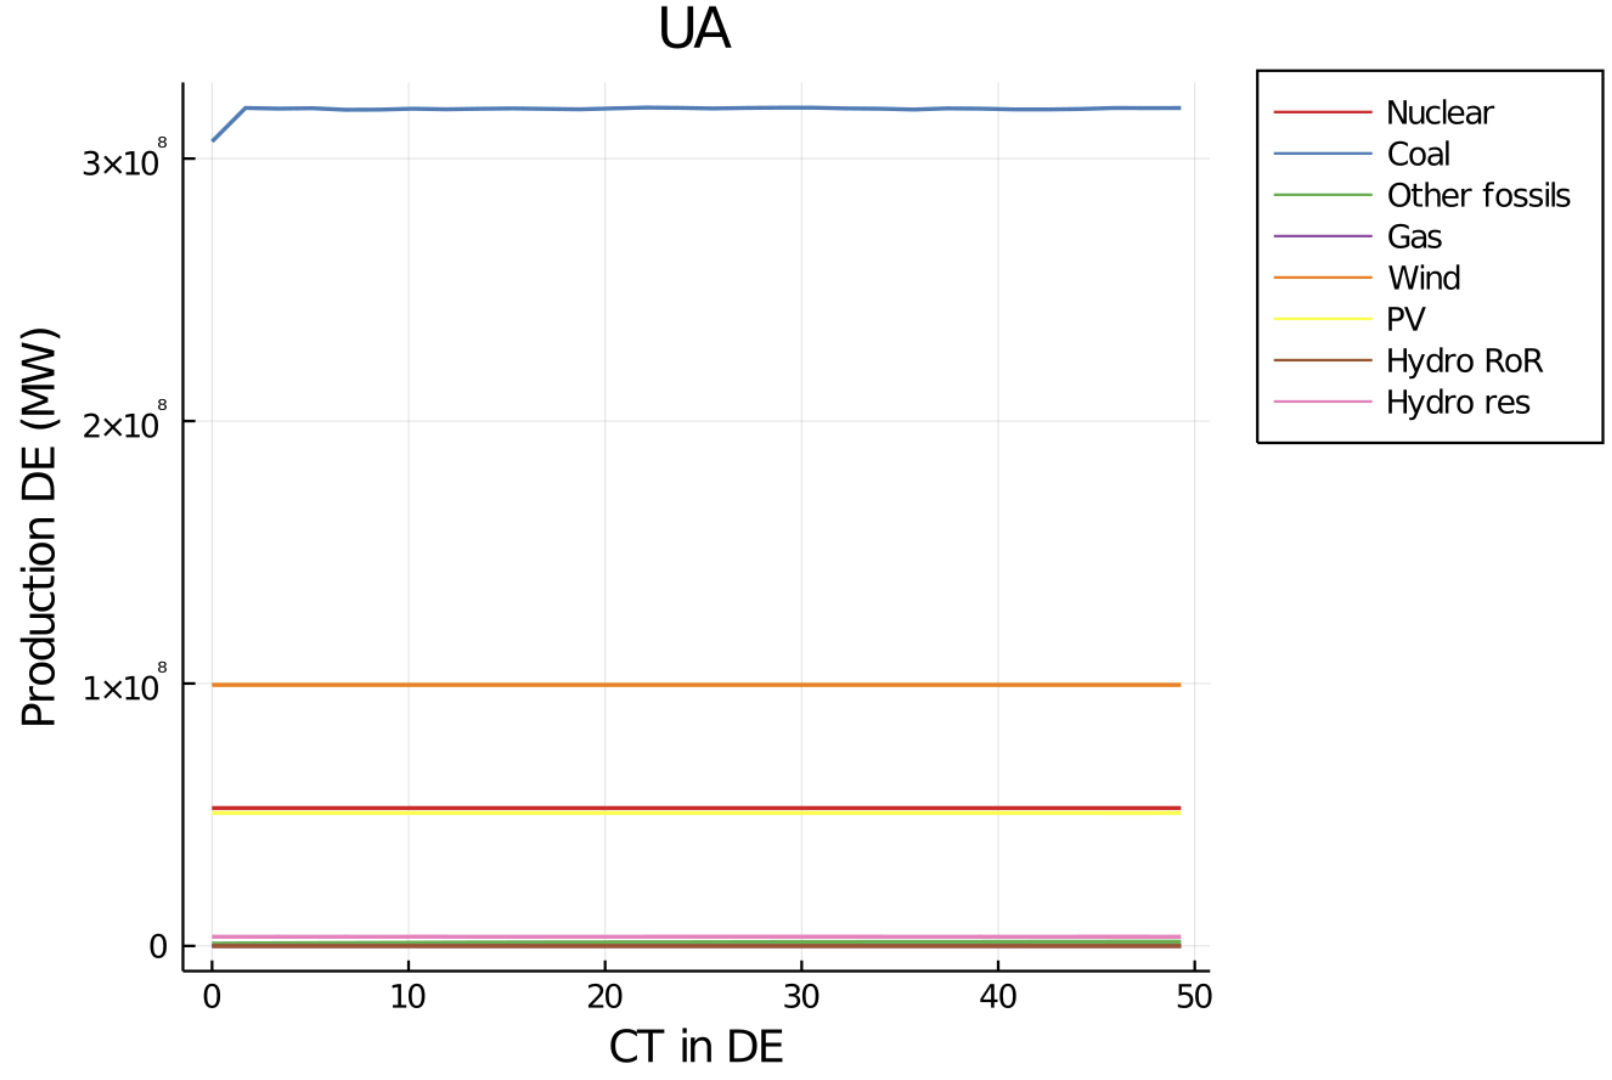 UA
Production DE (MW)
3×10⁸
2×10⁸
1×10⁸
0
0 10 20 30 40 50
CT in DE
Nuclear
Coal
Other fossils
Gas
Wind
PV
Hydro RoR
Hydro res